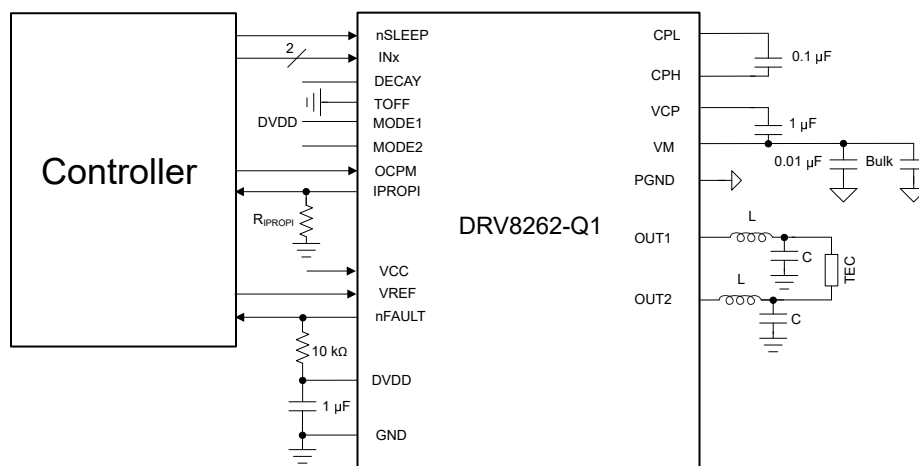 Controller
2
DVDD
R_IPROPI
10 kΩ
1 µF
nSLEEP
INx
DECAY
TOFF
MODE1
MODE2
OCPM
IPROPI
VCC
VREF
nFAULT
DVDD
GND
DRV8262-Q1
CPL
CPH
VCP
VM
PGND
OUT1
OUT2
0.1 µF
1 µF
0.01 µF
Bulk
L
C
TEC
L
C